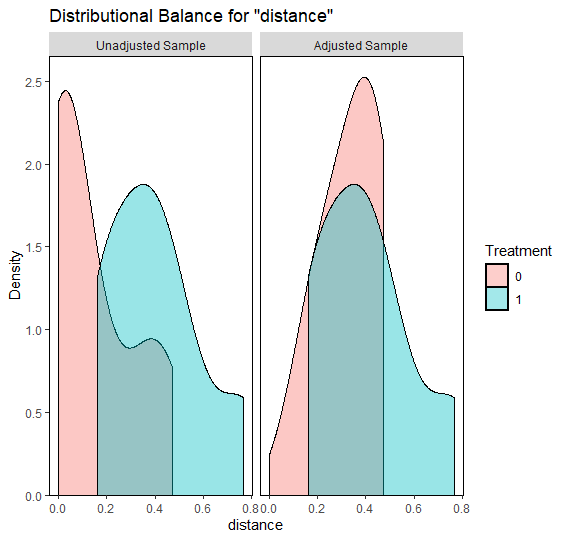 Distributional Balance for "distance"
Unadjusted Sample
Adjusted Sample
2.5
2.0
1.5
1.0
0.5
0.0
Density
0.0 0.2 0.4 0.6 0.8
0.0 0.2 0.4 0.6 0.8
distance
Treatment
0
1